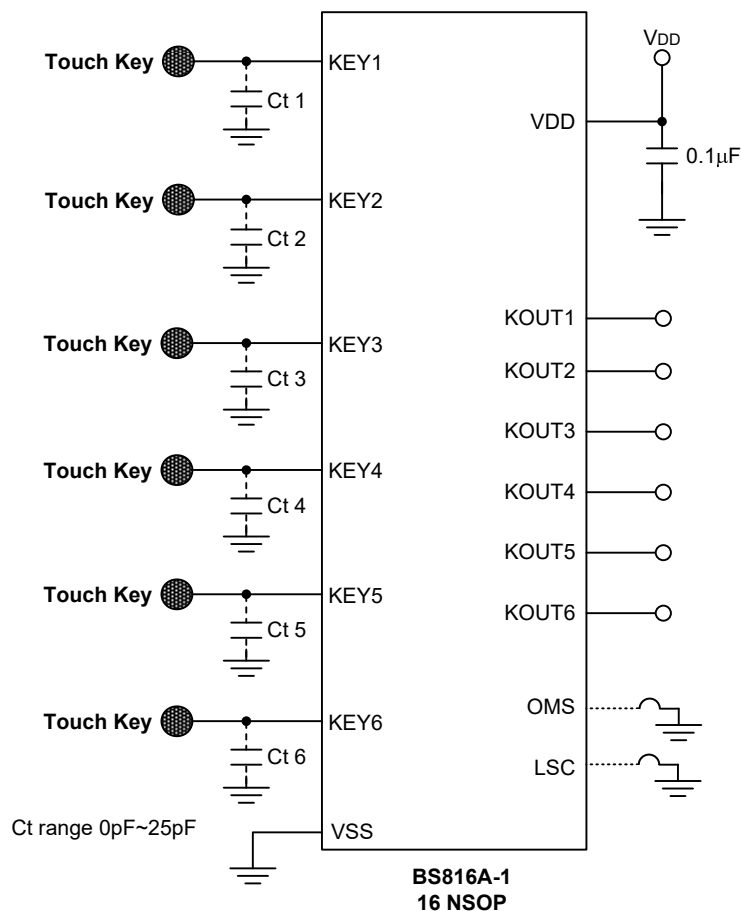 Touch Key
KEY1
Ct 1
Touch Key
KEY2
Ct 2
Touch Key
KEY3
Ct 3
Touch Key
KEY4
Ct 4
Touch Key
KEY5
Ct 5
Touch Key
KEY6
Ct 6
Ct range 0pF~25pF
VSS
VDD
VDD
0.1µF
KOUT1
KOUT2
KOUT3
KOUT4
KOUT5
KOUT6
OMS
LSC
BS816A-1
16 NSOP